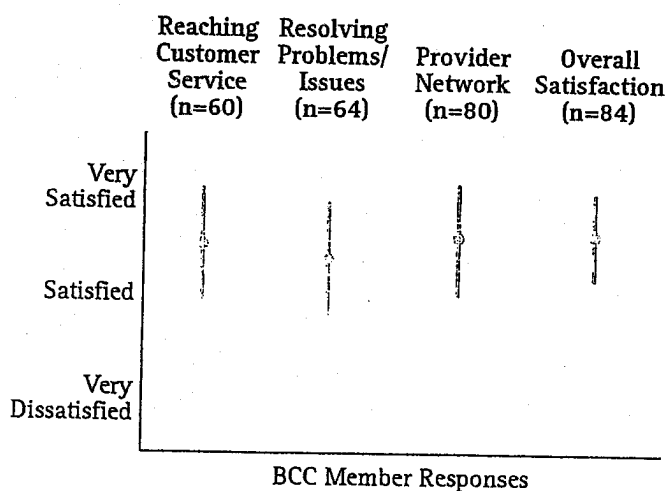 Reaching Customer Service (n=60)
Resolving Problems/ Issues (n=64)
Provider Network (n=80)
Overall Satisfaction (n=84)
Very Satisfied
Satisfied
Very Dissatisfied
BCC Member Responses